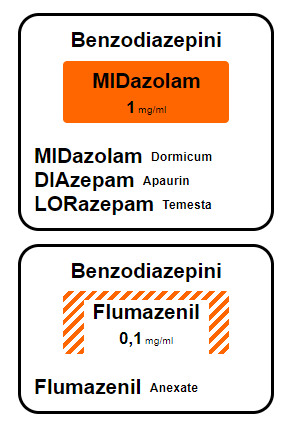 Benzodiazepini
MIDazolam
1 mg/ml
MIDazolam Dormicum
DIAzepam Apaurin
LORazepam Temesta
Benzodiazepini
Flumazenil
0,1 mg/ml
Flumazenil Anexate